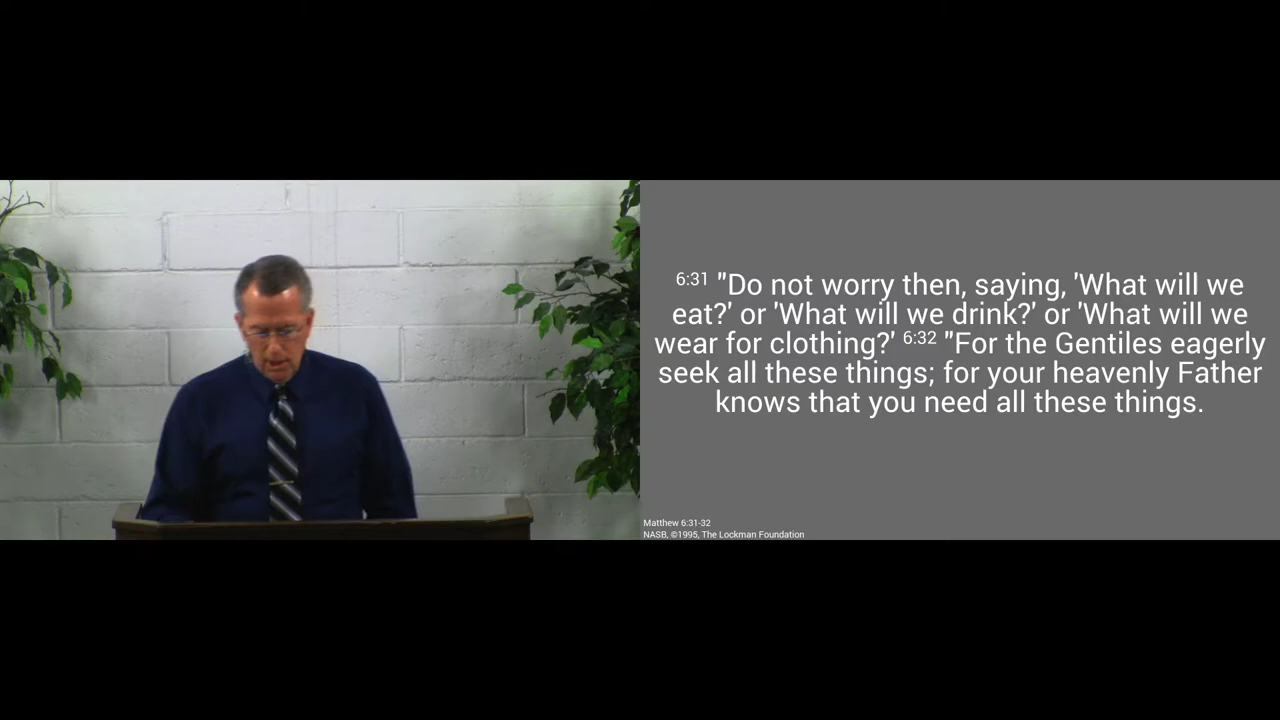 6:31 "Do not worry then, saying, 'What will we
eat?' or 'What will we drink?' or 'What will we
wear for clothing?' 6:32 "For the Gentiles eagerly
seek all these things; for your heavenly Father
knows that you need all these things.
Matthew 6:31-32
NASB, ©1995, The Lockman Foundation